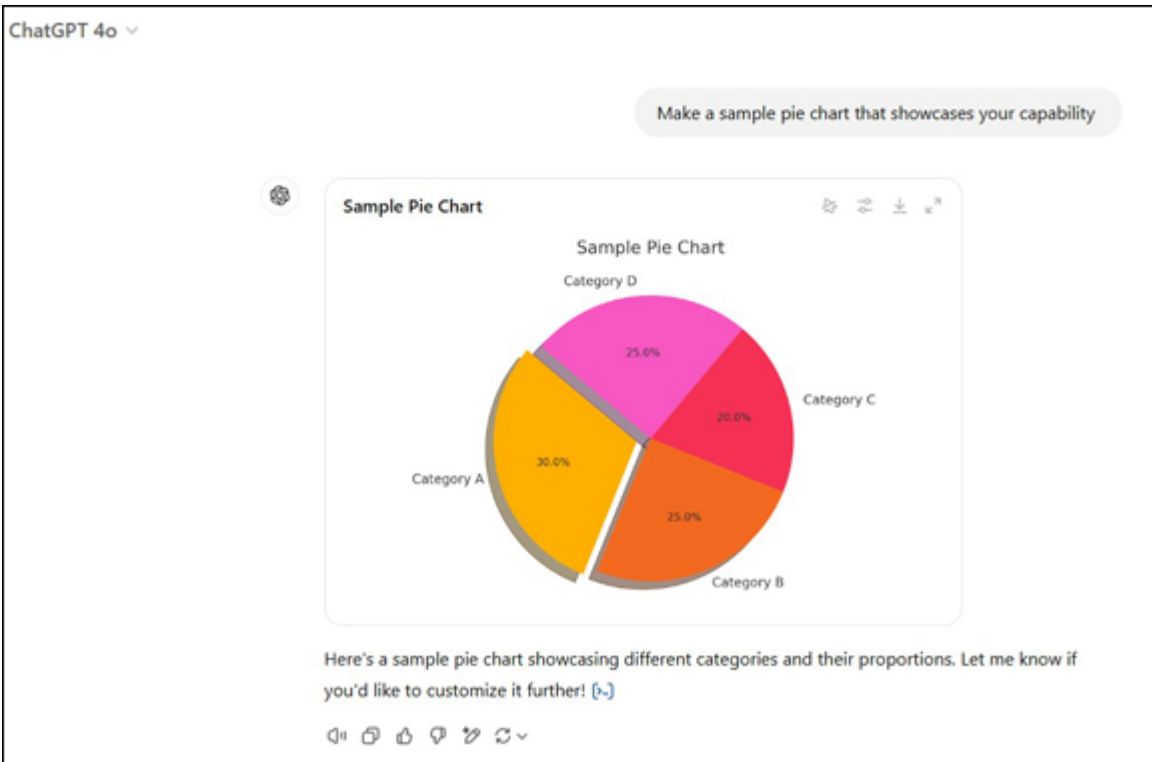 ChatGPT 4o
Make a sample pie chart that showcases your capability
Sample Pie Chart
Sample Pie Chart
Category D
25.0%
Category C
20.0%
Category A
30.0%
25.0%
Category B
Here's a sample pie chart showcasing different categories and their proportions. Let me know if
you'd like to customize it further! [>-]